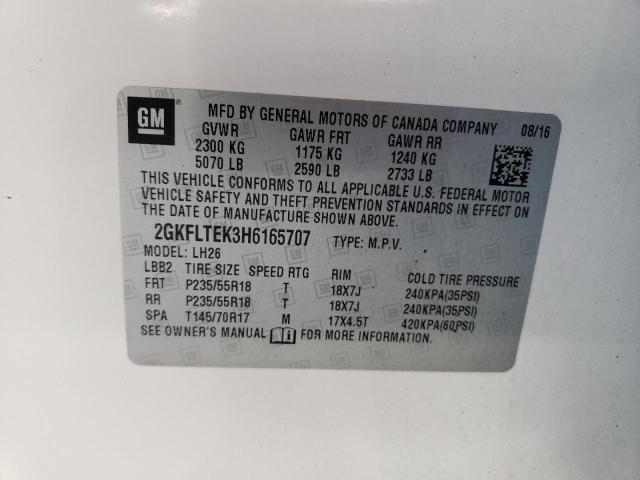 GM
MFD BY GENERAL MOTORS OF CANADA COMPANY 08/16
GVWR GAWR FRT GAWR RR
2300 KG 1175 KG 1240 KG
5070 LB 2590 LB 2733 LB
THIS VEHICLE CONFORMS TO ALL APPLICABLE U.S. FEDERAL MOTOR
VEHICLE SAFETY AND THEFT PREVENTION STANDARDS IN EFFECT ON
THE DATE OF MANUFACTURE SHOWN ABOVE.
2GKFLTEK3H6165707 TYPE: M.P.V.
MODEL: LH26
LBB2 TIRE SIZE SPEED RTG RIM COLD TIRE PRESSURE
FRT P235/55R18 T 18X7J 240KPA(35PSI)
RR P235/55R18 T 18X7J 240KPA(35PSI)
SPA T145/70R17 M 17X4.5T 420KPA(60PSI)
SEE OWNER'S MANUAL FOR MORE INFORMATION.